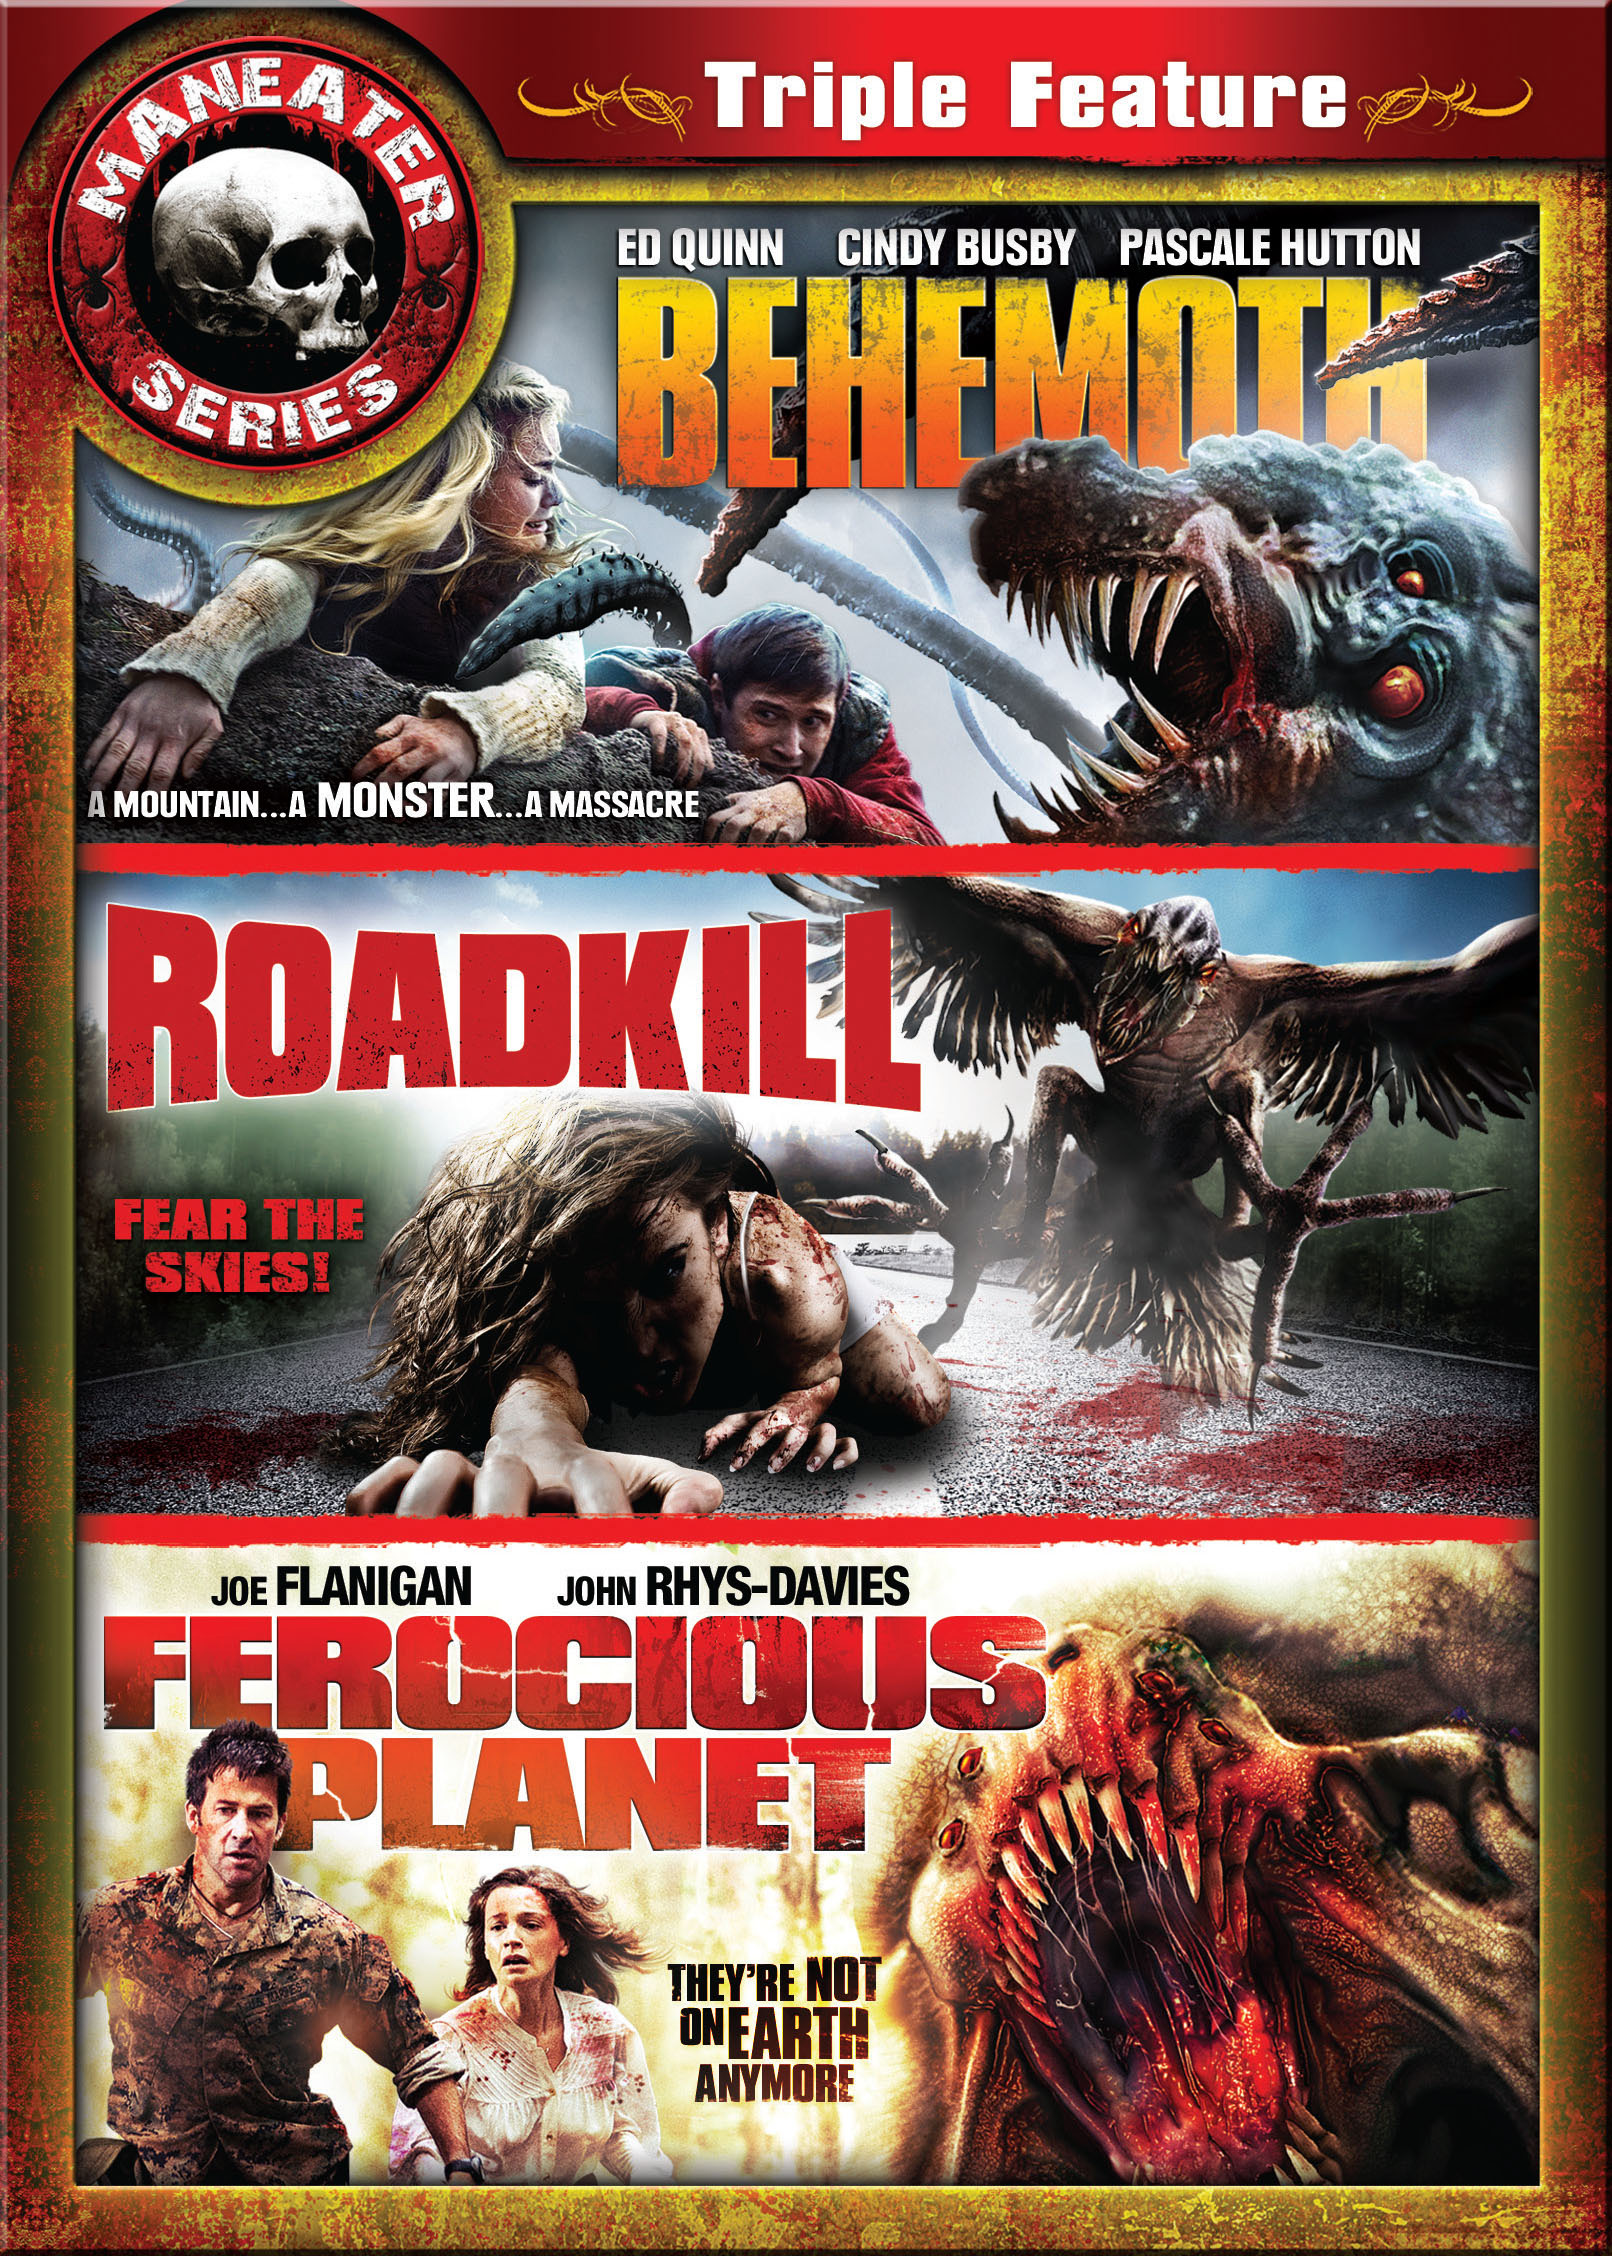 MANEATER
SERIES
Triple Feature
ED QUINN CINDY BUSBY PASCALE HUTTON
BEHEMOTH
A MOUNTAIN...A MONSTER...A MASSACRE
ROADKILL
FEAR THE
SKIES!
JOE FLANIGAN JOHN RHYS-DAVIES
FEROCIOUS
PLANET
THEY'RE NOT
ON EARTH
ANYMORE